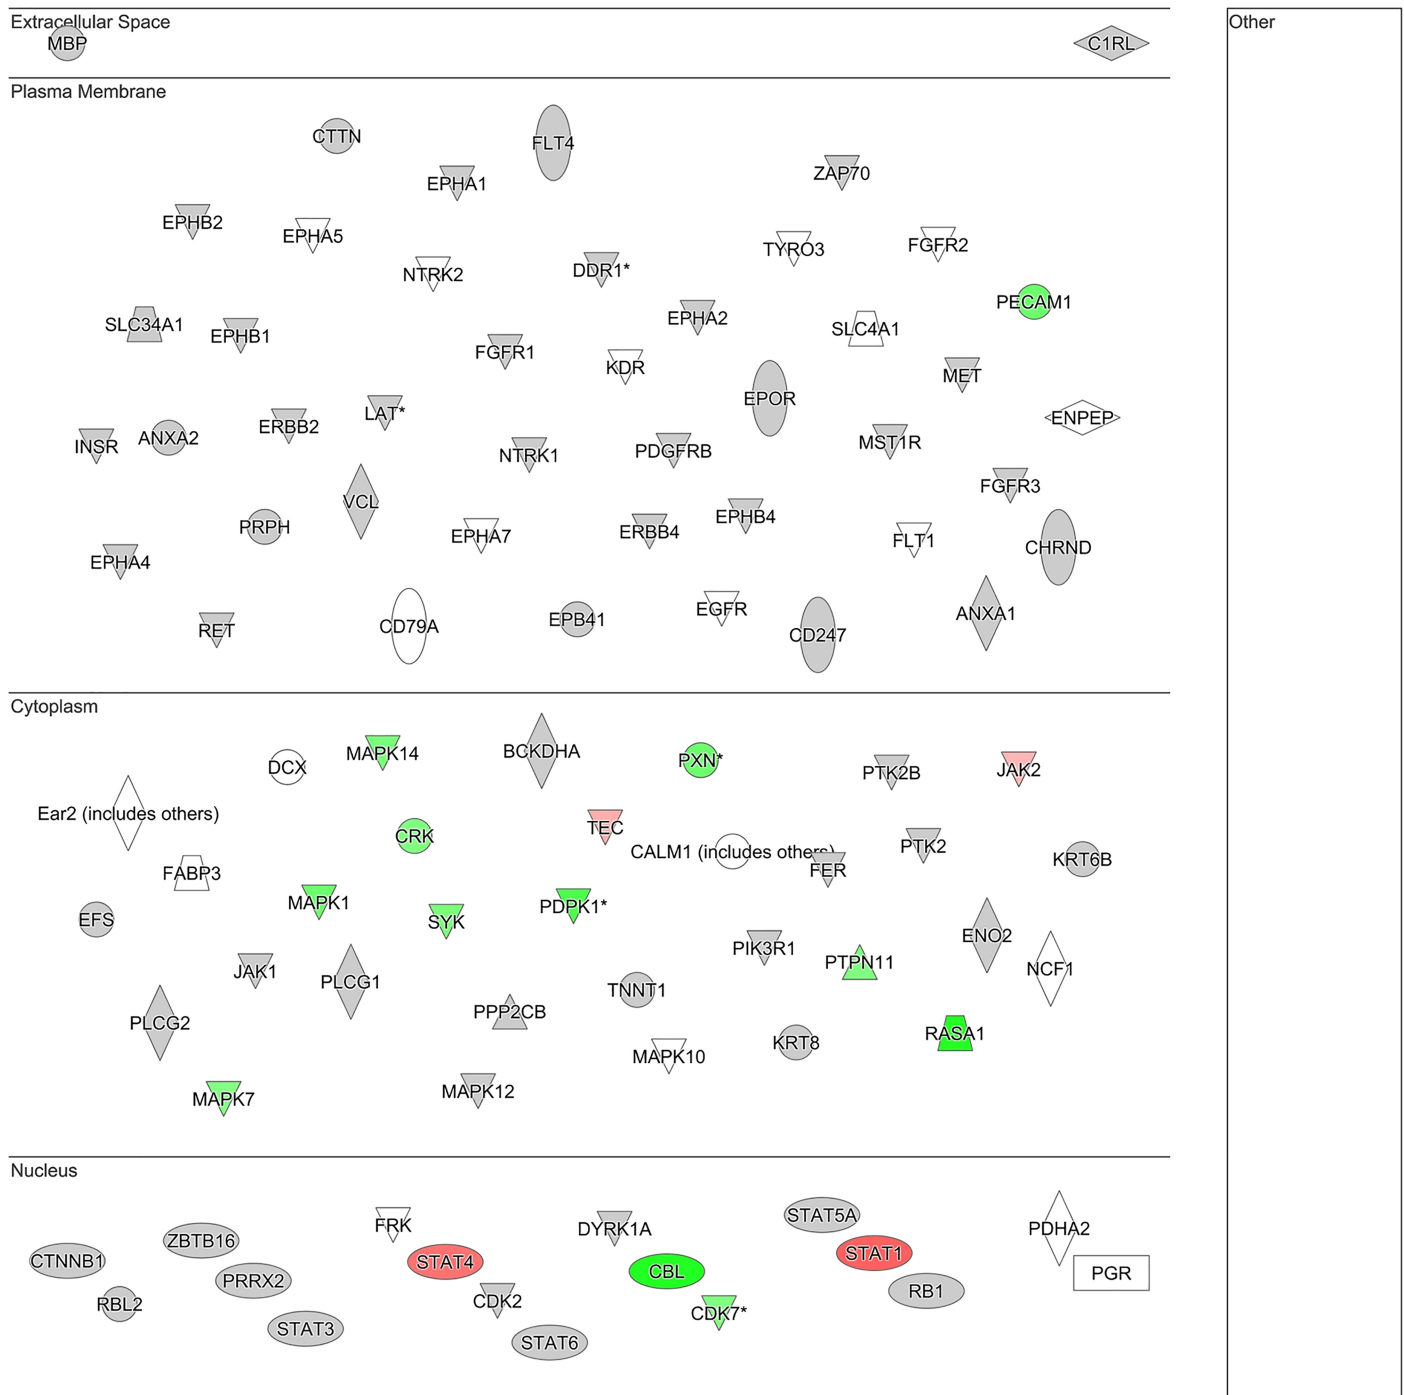 Extracellular Space
Other
MBP
C1RL
Plasma Membrane
CTTN
FLT4
EPHA1
ZAP70
EPHB2
EPHA5
TYRO3
FGFR2
NTRK2
DDR1*
PECAM1
SLC34A1
EPHB1
EPHA2
SLC4A1
FGFR1
KDR
MET
EPOR
LAT*
ENPEP
ERBB2
ANXA2
INSR
NTRK1
PDGFRB
MST1R
FGFR3
VCL
PRPH
EPHA7
ERBB4
EPHB4
FLT1
CHRND
EPHA4
RET
CD79A
EPB41
EGFR
CD247
ANXA1
Cytoplasm
DCX
MAPK14
BCKDHA
PXN*
PTK2B
JAK2
Ear2 (includes others)
CRK
TEC
CALM1 (includes others)
FER
PTK2
KRT6B
FABP3
MAPK1
SYK
PDPK1*
EFS
PIK3R1
PTPN11
ENO2
NCF1
JAK1
PLCG1
TNNT1
PLCG2
PPP2CB
KRT8
RASA1
MAPK10
MAPK7
MAPK12
Nucleus
ZBTB16
FRK
DYRK1A
STAT5A
PDHA2
CTNNB1
PRRX2
STAT4
CBL
STAT1
PGR
RBL2
CDK2
CDK7*
RB1
STAT3
STAT6